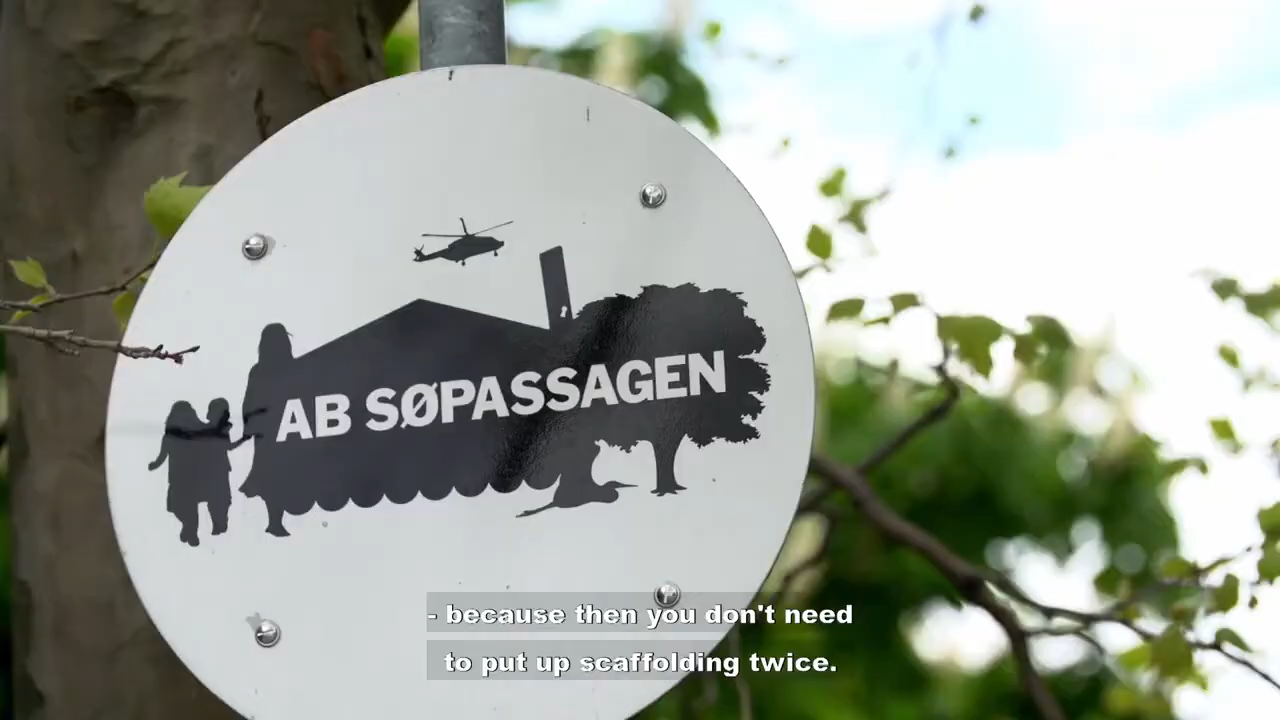 AB SØPASSAGEN
- because then you don't need
to put up scaffolding twice.